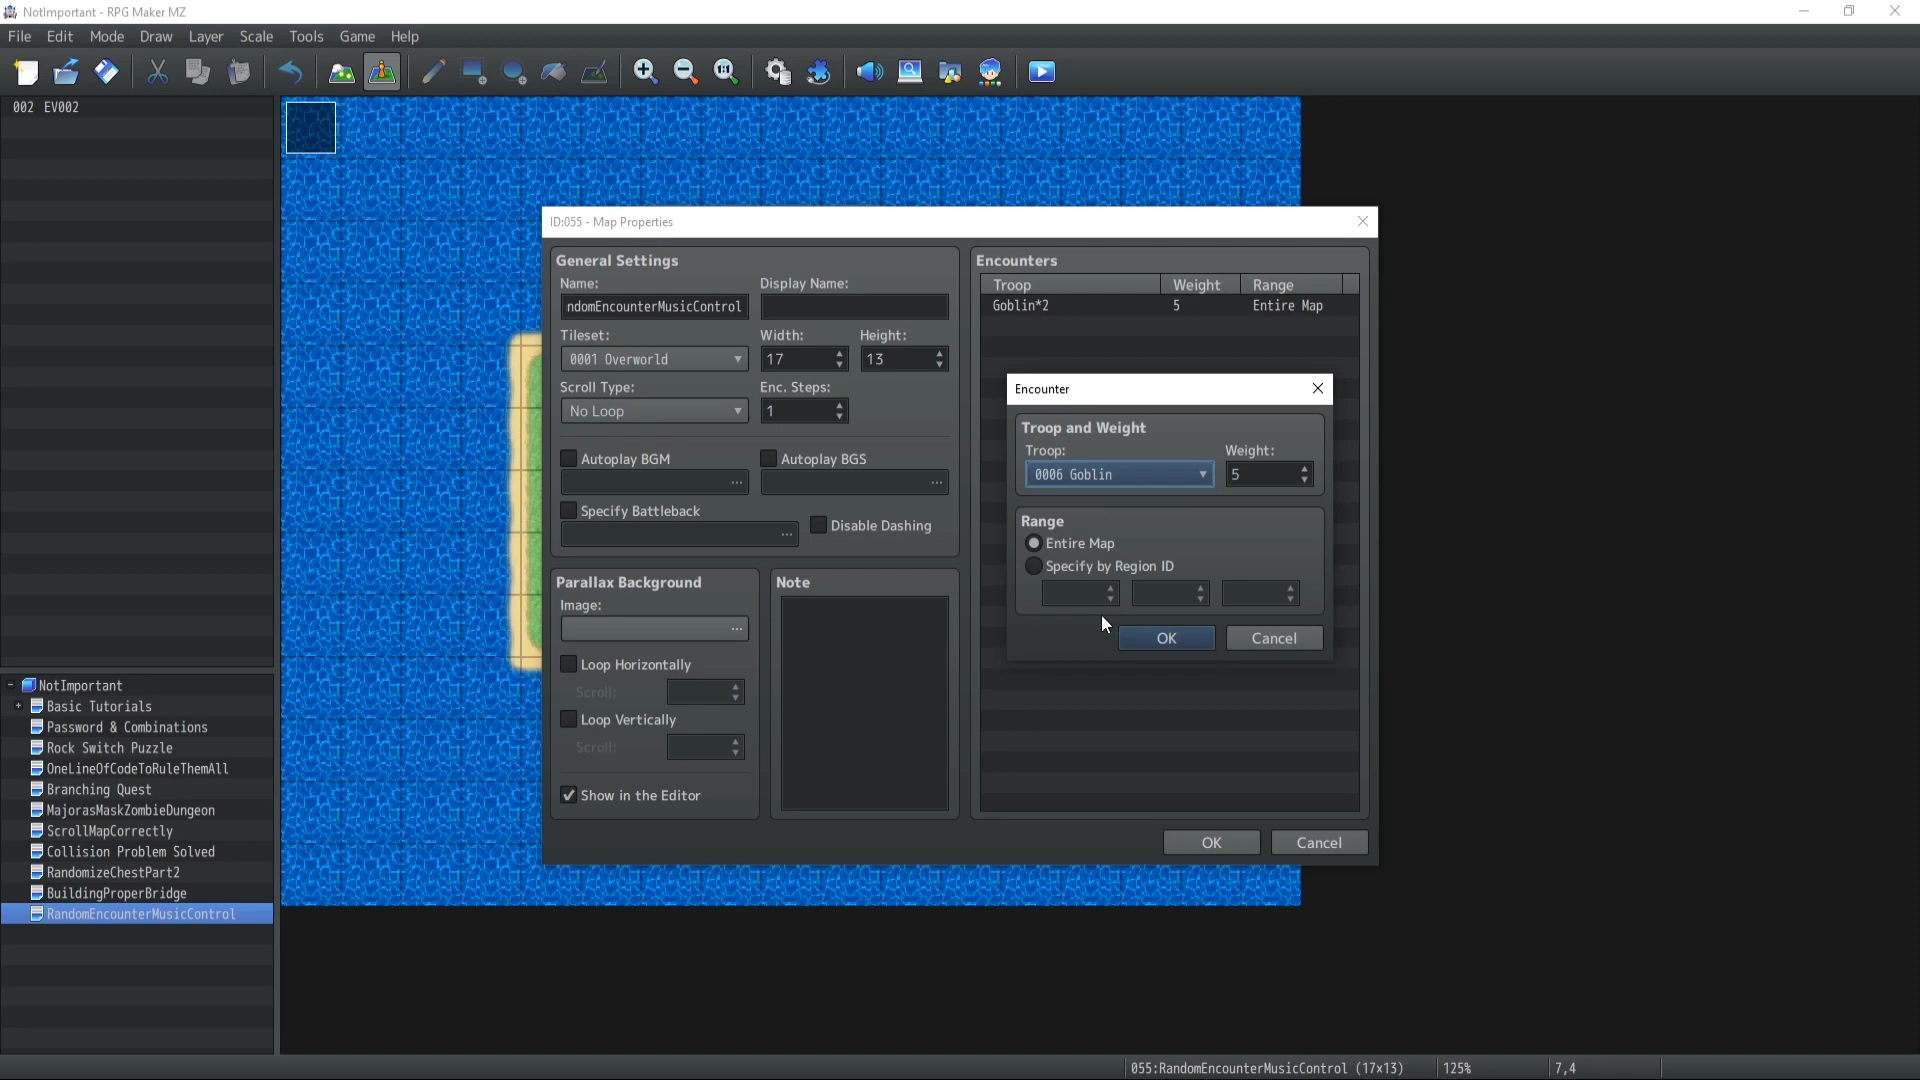 NotImportant - RPG Maker MZ
File Edit Mode Draw Layer Scale Tools Game Help
1:1
002 EV002
ID:055 - Map Properties
General Settings
Name:
Display Name:
ndomEncounterMusicControl
Tileset:
Width:
Height:
0001 Overworld
17
13
Scroll Type:
Enc. Steps:
No Loop
1
Autoplay BGM
Autoplay BGS
...
...
Specify Battleback
...
Disable Dashing
Parallax Background
Image:
...
Loop Horizontally
Scroll:
Loop Vertically
Scroll:
Show in the Editor
Note
Encounters
Troop Weight Range
Goblin*2 5 Entire Map
Encounter
Troop and Weight
Troop:
Weight:
0006 Goblin
5
Range
Entire Map
Specify by Region ID
OK
Cancel
OK
Cancel
NotImportant
Basic Tutorials
Password & Combinations
Rock Switch Puzzle
OneLineOfCodeToRuleThemAll
Branching Quest
MajorasMaskZombieDungeon
ScrollMapCorrectly
Collision Problem Solved
RandomizeChestPart2
BuildingProperBridge
RandomEncounterMusicControl
055:RandomEncounterMusicControl (17x13)
125%
7,4